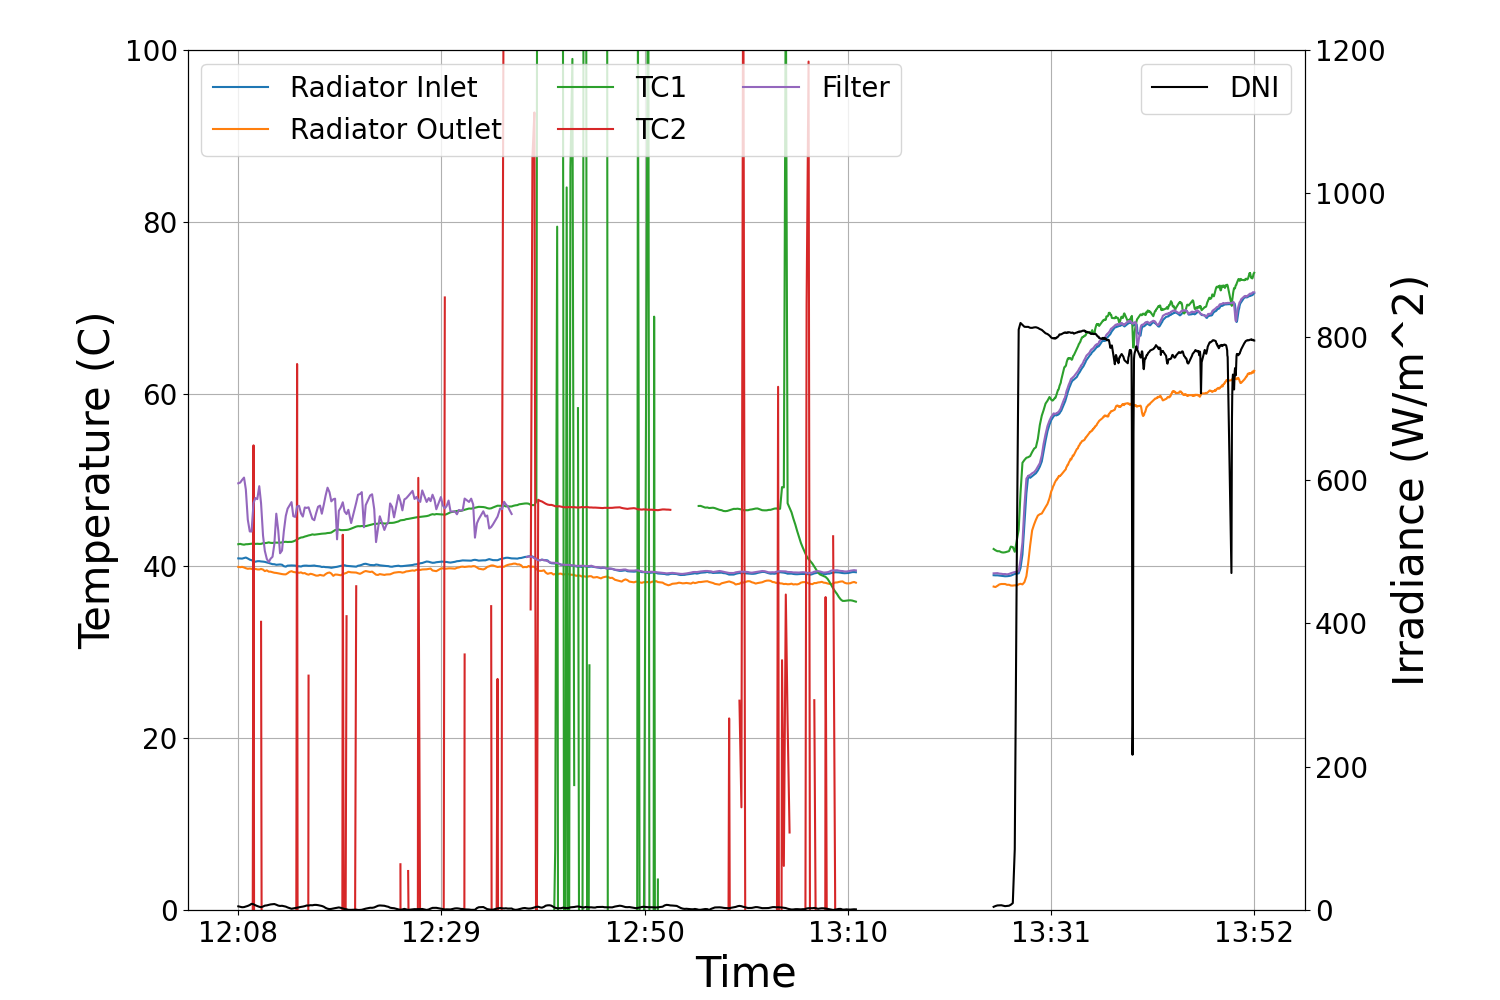 Radiator Inlet
Radiator Outlet
TC1
TC2
Filter
DNI
Temperature (C)
100
80
60
40
20
0
Irradiance (W/m^2)
1200
1000
800
600
400
200
0
12:08
12:29
12:50
13:10
13:31
13:52
Time